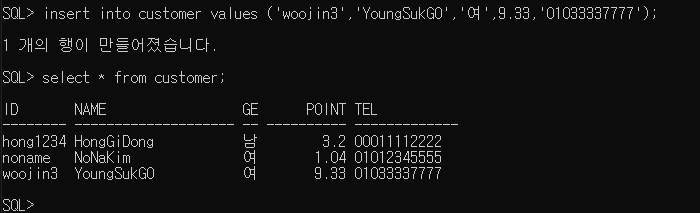 SQL> insert into customer values ('woojin3','YoungSukGO','여',9.33,'01033337777');
1 개의 행이 만들어졌습니다.
SQL> select * from customer;
ID       NAME                 GE      POINT TEL
-------- -------------------- -- ---------- -------------
hong1234 HongGiDong           남        3.2 00011112222
noname   NoNaKim              여       1.04 01012345555
woojin3  YoungSukGO           여       9.33 01033337777
SQL>